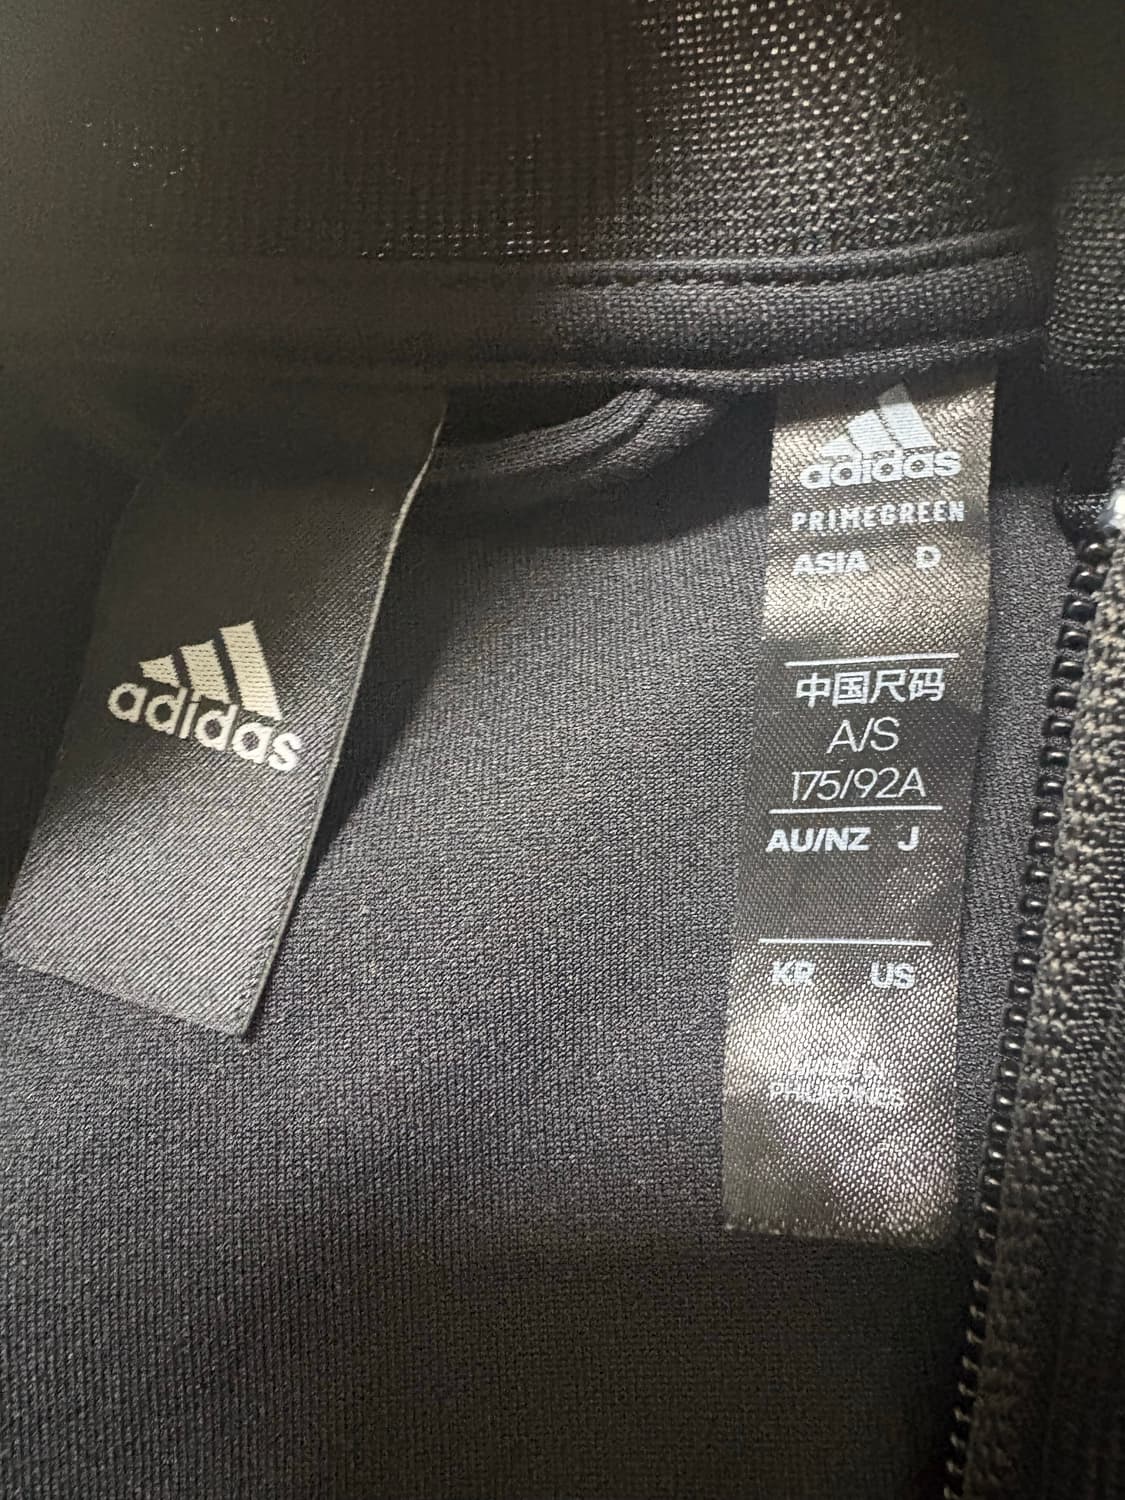 adidas
adidas
PRIMEGREEN
ASIA D
中国尺码
A/S
175/92A
AU/NZ J
KR US